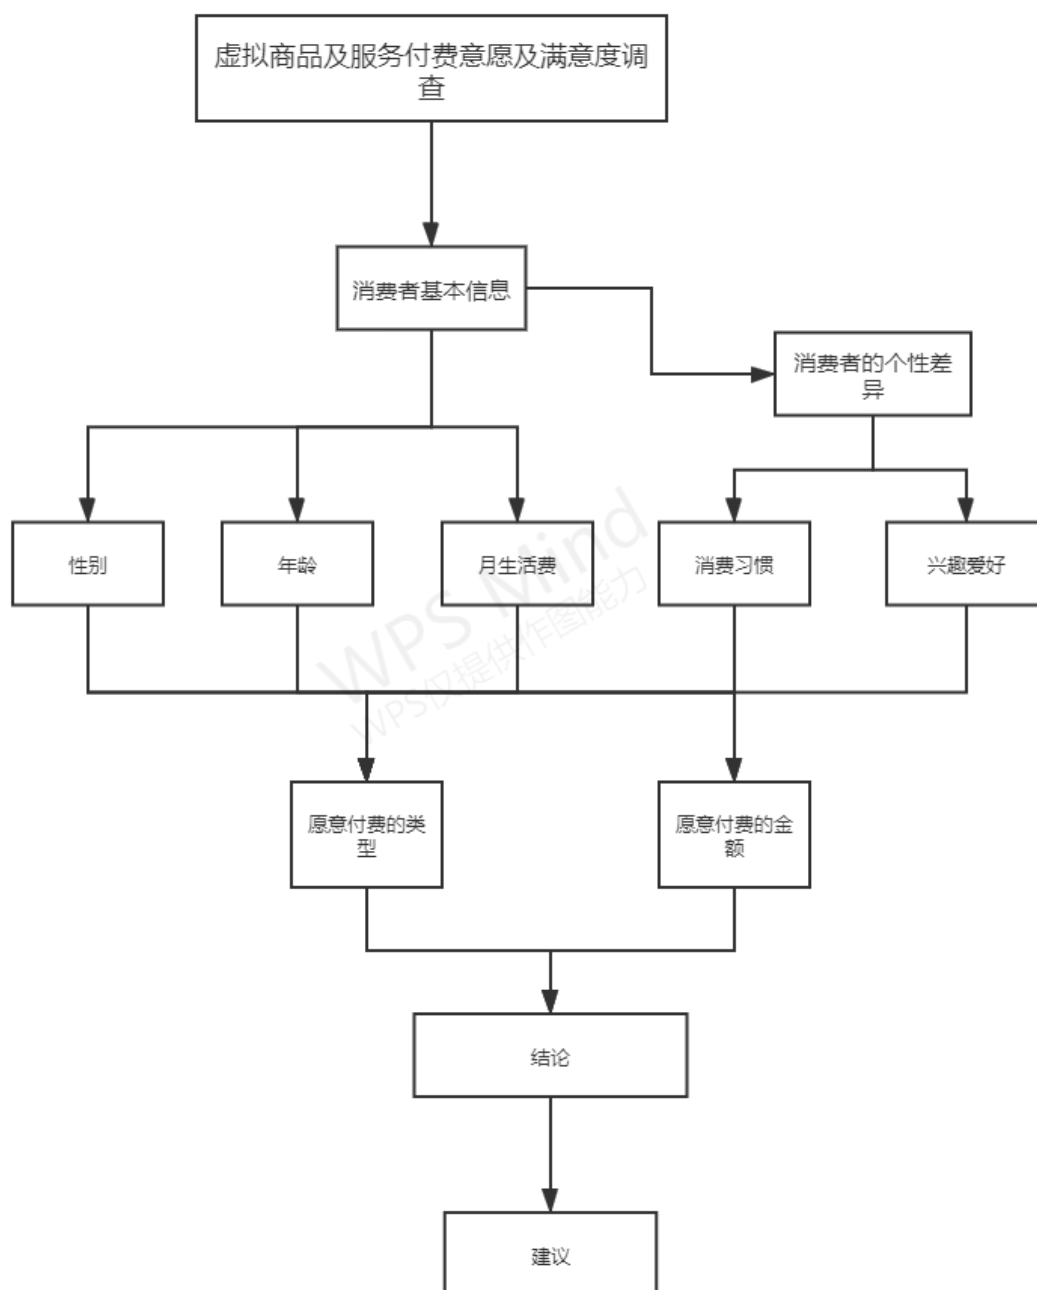 虚拟商品及服务付费意愿及满意度调
查
消费者基本信息
消费者的个性差
异
性别
年龄
月生活费
消费习惯
兴趣爱好
WPS Mind
WPS仅提供作图能力
愿意付费的类
型
愿意付费的金
额
结论
建议